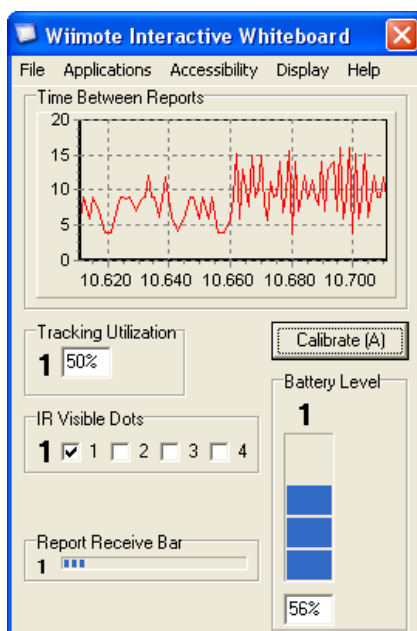 Wiimote Interactive Whiteboard
File Applications Accessibility Display Help
Time Between Reports
20
15
10
5
0
10.620 10.640 10.660 10.680 10.700
Tracking Utilization
1 50%
Calibrate (A)
Battery Level
1
IR Visible Dots
1 1 2 3 4
Report Receive Bar
1
56%